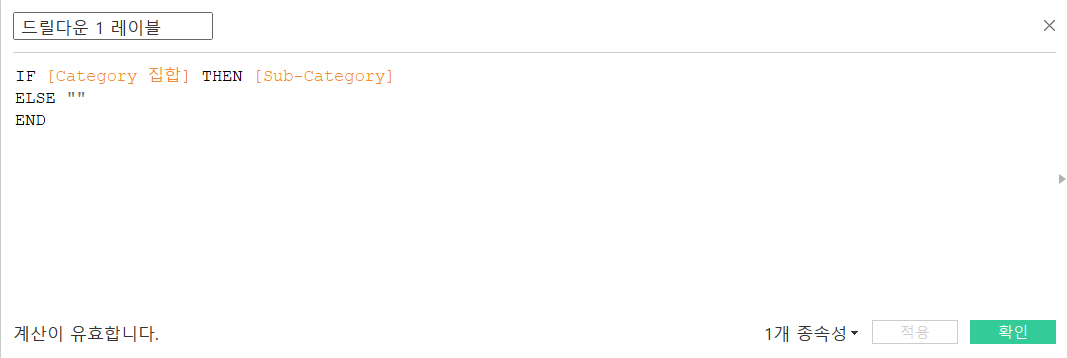 드릴다운 1 레이블
IF [Category 집합] THEN [Sub-Category]
ELSE ""
END
계산이 유효합니다.
1개 종속성
적용
확인